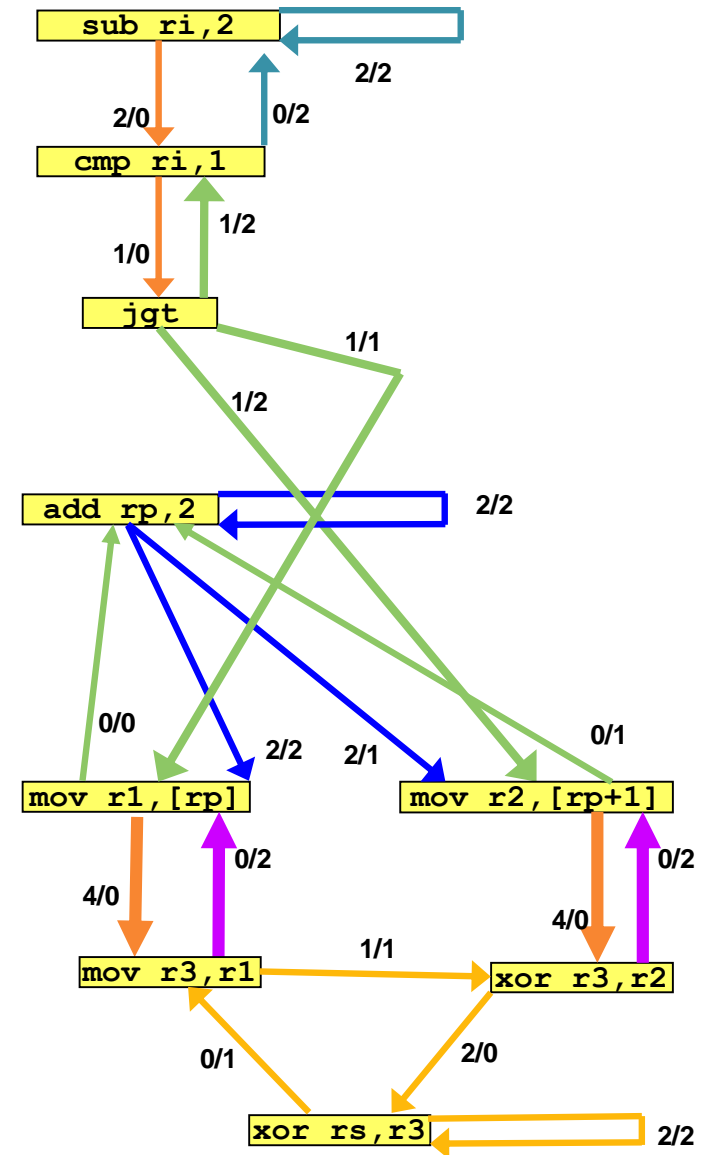 sub ri,2
2/2
2/0
0/2
cmp ri,1
1/2
1/0
jgt
1/1
1/2
add rp,2
2/2
0/0
2/2
2/1
0/1
mov r1,[rp]
mov r2,[rp+1]
0/2
0/2
4/0
4/0
1/1
mov r3,r1
xor r3,r2
0/1
2/0
xor rs,r3
2/2